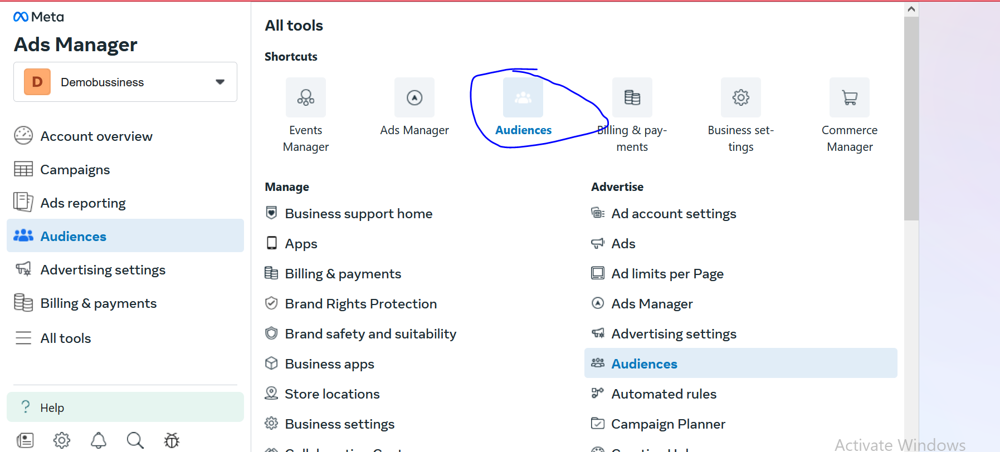 Meta
Ads Manager
D
Demobussiness
Account overview
Campaigns
Ads reporting
Audiences
Advertising settings
Billing & payments
All tools
? Help
All tools
Shortcuts
Events
Manager
Ads Manager
Audiences
Billing & pay-
ments
Business set-
tings
Commerce
Manager
Manage
Business support home
Apps
Billing & payments
Brand Rights Protection
Brand safety and suitability
Business apps
Store locations
Business settings
Advertise
Ad account settings
Ads
Ad limits per Page
Ads Manager
Advertising settings
Audiences
Automated rules
Campaign Planner
Activate Windows